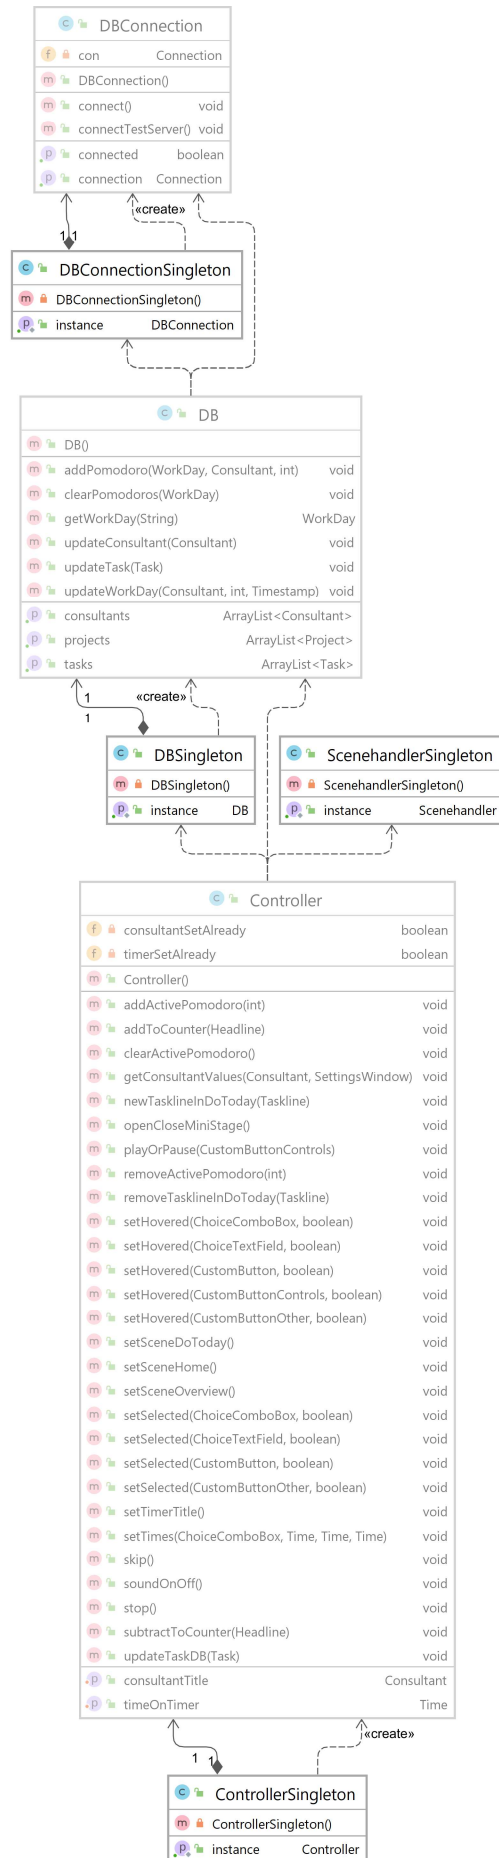 DBConnection
f con Connection
m DBConnection()
m connect() void
m connectTestServer() void
p connected boolean
p connection Connection
«create»
1 1
c DBConnectionSingleton
m DBConnectionSingleton()
p instance DBConnection
c DB
m DB()
m addPomodoro(WorkDay, Consultant, int) void
m clearPomodoros(WorkDay) void
m getWorkDay(String) WorkDay
m updateConsultant(Consultant) void
m updateTask(Task) void
m updateWorkDay(Consultant, int, Timestamp) void
p consultants ArrayList<Consultant>
p projects ArrayList<Project>
p tasks ArrayList<Task>
1 «create»
1
c DBSingleton
m DBSingleton()
p instance DB
c ScenehandlerSingleton
m ScenehandlerSingleton()
p instance Scenehandler
c Controller
f consultantSetAlready boolean
f timerSetAlready boolean
m Controller()
m addActivePomodoro(int) void
m addToCounter(Headline) void
m clearActivePomodoro() void
m getConsultantValues(Consultant, SettingsWindow) void
m newTasklineInDoToday(Taskline) void
m openCloseMiniStage() void
m playOrPause(CustomButtonControls) void
m removeActivePomodoro(int) void
m removeTasklineInDoToday(Taskline) void
m setHovered(ChoiceComboBox, boolean) void
m setHovered(ChoiceTextField, boolean) void
m setHovered(CustomButton, boolean) void
m setHovered(CustomButtonControls, boolean) void
m setHovered(CustomButtonOther, boolean) void
m setSceneDoToday() void
m setSceneHome() void
m setSceneOverview() void
m setSelected(ChoiceComboBox, boolean) void
m setSelected(ChoiceTextField, boolean) void
m setSelected(CustomButton, boolean) void
m setSelected(CustomButtonOther, boolean) void
m setTimerTitle() void
m setTimes(ChoiceComboBox, Time, Time, Time) void
m skip() void
m soundOnOff() void
m stop() void
m subtractToCounter(Headline) void
m updateTaskDB(Task) void
p consultantTitle Consultant
p timeOnTimer Time
«create»
1 1
c ControllerSingleton
m ControllerSingleton()
p instance Controller